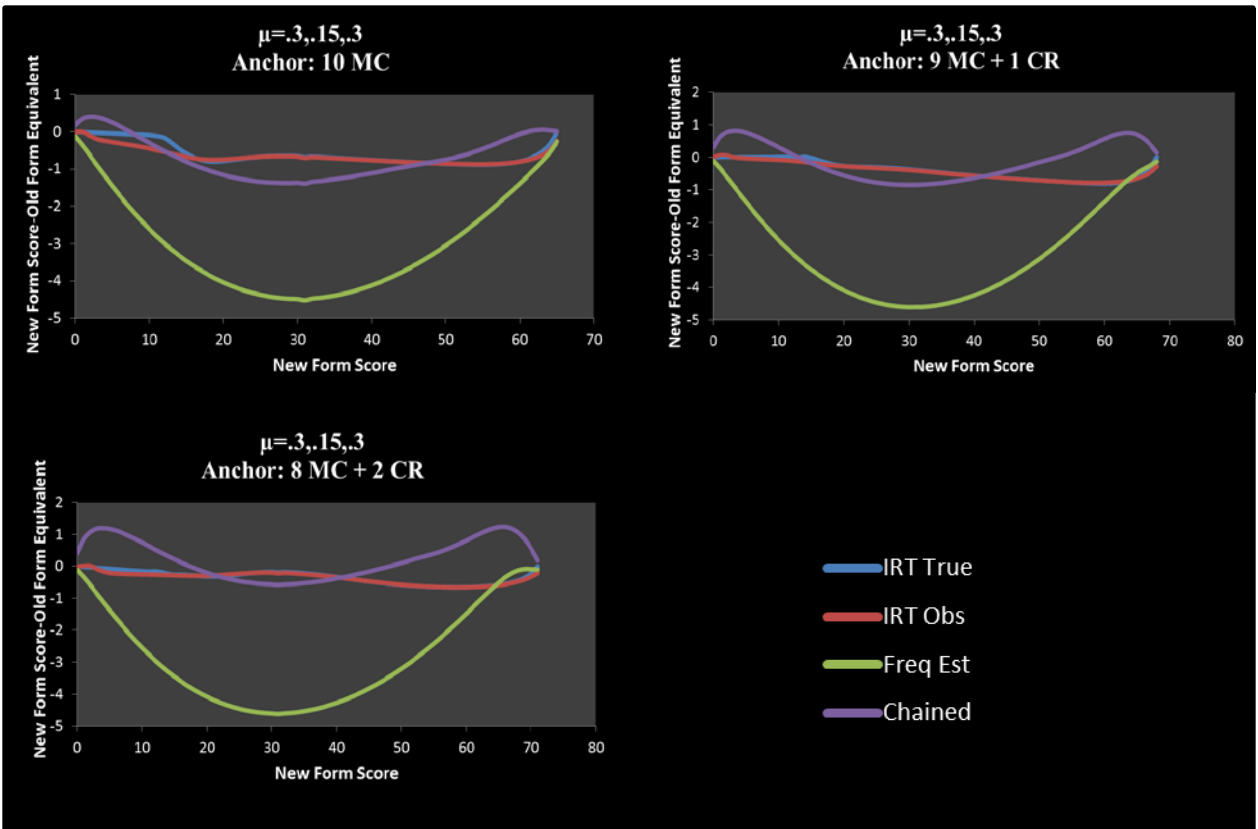 μ=.3,.15,.3
Anchor: 10 MC
New Form Score-Old Form Equivalent
1
0
-1
-2
-3
-4
-5
0 10 20 30 40 50 60 70
New Form Score
μ=.3,.15,.3
Anchor: 9 MC + 1 CR
New Form Score-Old Form Equivalent
2
1
0
-1
-2
-3
-4
-5
0 10 20 30 40 50 60 70 80
New Form Score
μ=.3,.15,.3
Anchor: 8 MC + 2 CR
New Form Score-Old Form Equivalent
2
1
0
-1
-2
-3
-4
-5
0 10 20 30 40 50 60 70 80
New Form Score
IRT True
IRT Obs
Freq Est
Chained